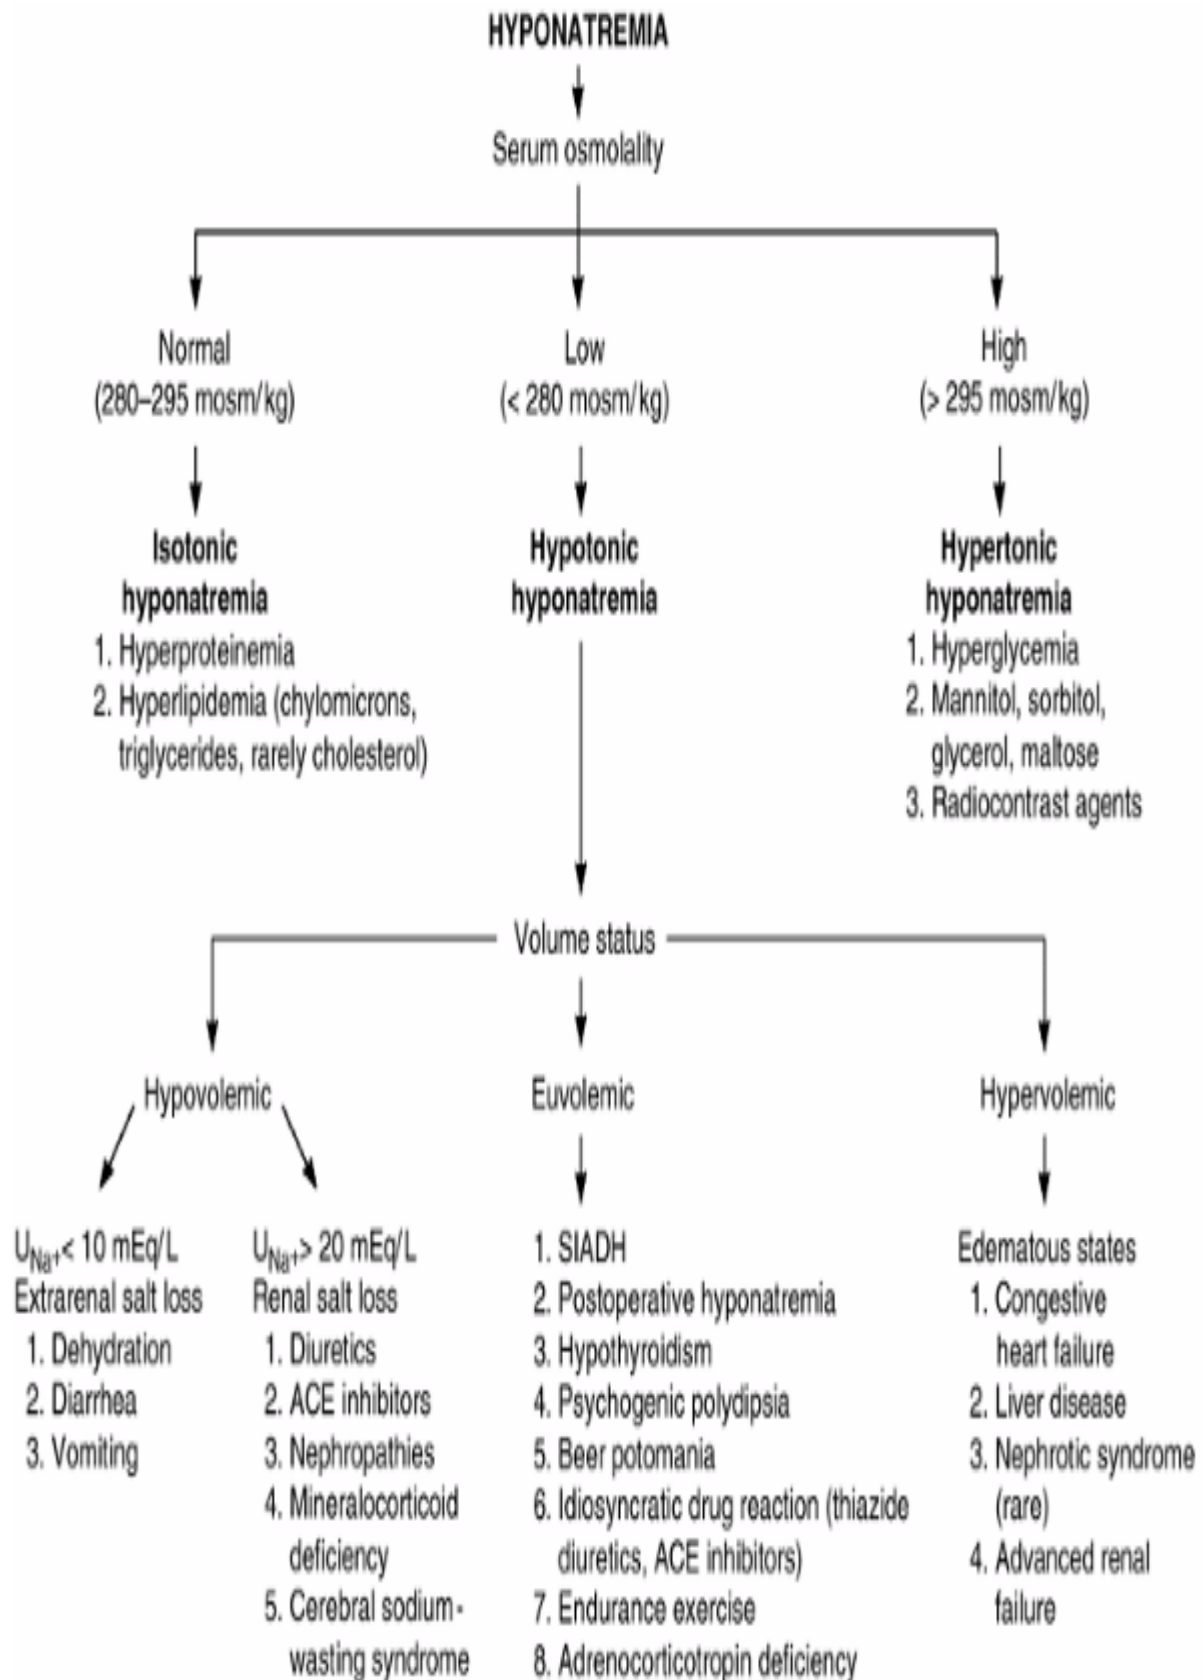 HYPONATREMIA
Serum osmolality
Normal
(280–295 mosm/kg)
Low
(< 280 mosm/kg)
High
(> 295 mosm/kg)
Isotonic
hyponatremia
1. Hyperproteinemia
2. Hyperlipidemia (chylomicrons,
triglycerides, rarely cholesterol)
Hypotonic
hyponatremia
Hypertonic
hyponatremia
1. Hyperglycemia
2. Mannitol, sorbitol,
glycerol, maltose
3. Radiocontrast agents
Volume status
Hypovolemic
Euvolemic
Hypervolemic
UNa+< 10 mEq/L
Extrarenal salt loss
1. Dehydration
2. Diarrhea
3. Vomiting
UNa+> 20 mEq/L
Renal salt loss
1. Diuretics
2. ACE inhibitors
3. Nephropathies
4. Mineralocorticoid
deficiency
5. Cerebral sodium-
wasting syndrome
1. SIADH
2. Postoperative hyponatremia
3. Hypothyroidism
4. Psychogenic polydipsia
5. Beer potomania
6. Idiosyncratic drug reaction (thiazide
diuretics, ACE inhibitors)
7. Endurance exercise
8. Adrenocorticotropin deficiency
Edematous states
1. Congestive
heart failure
2. Liver disease
3. Nephrotic syndrome
(rare)
4. Advanced renal
failure